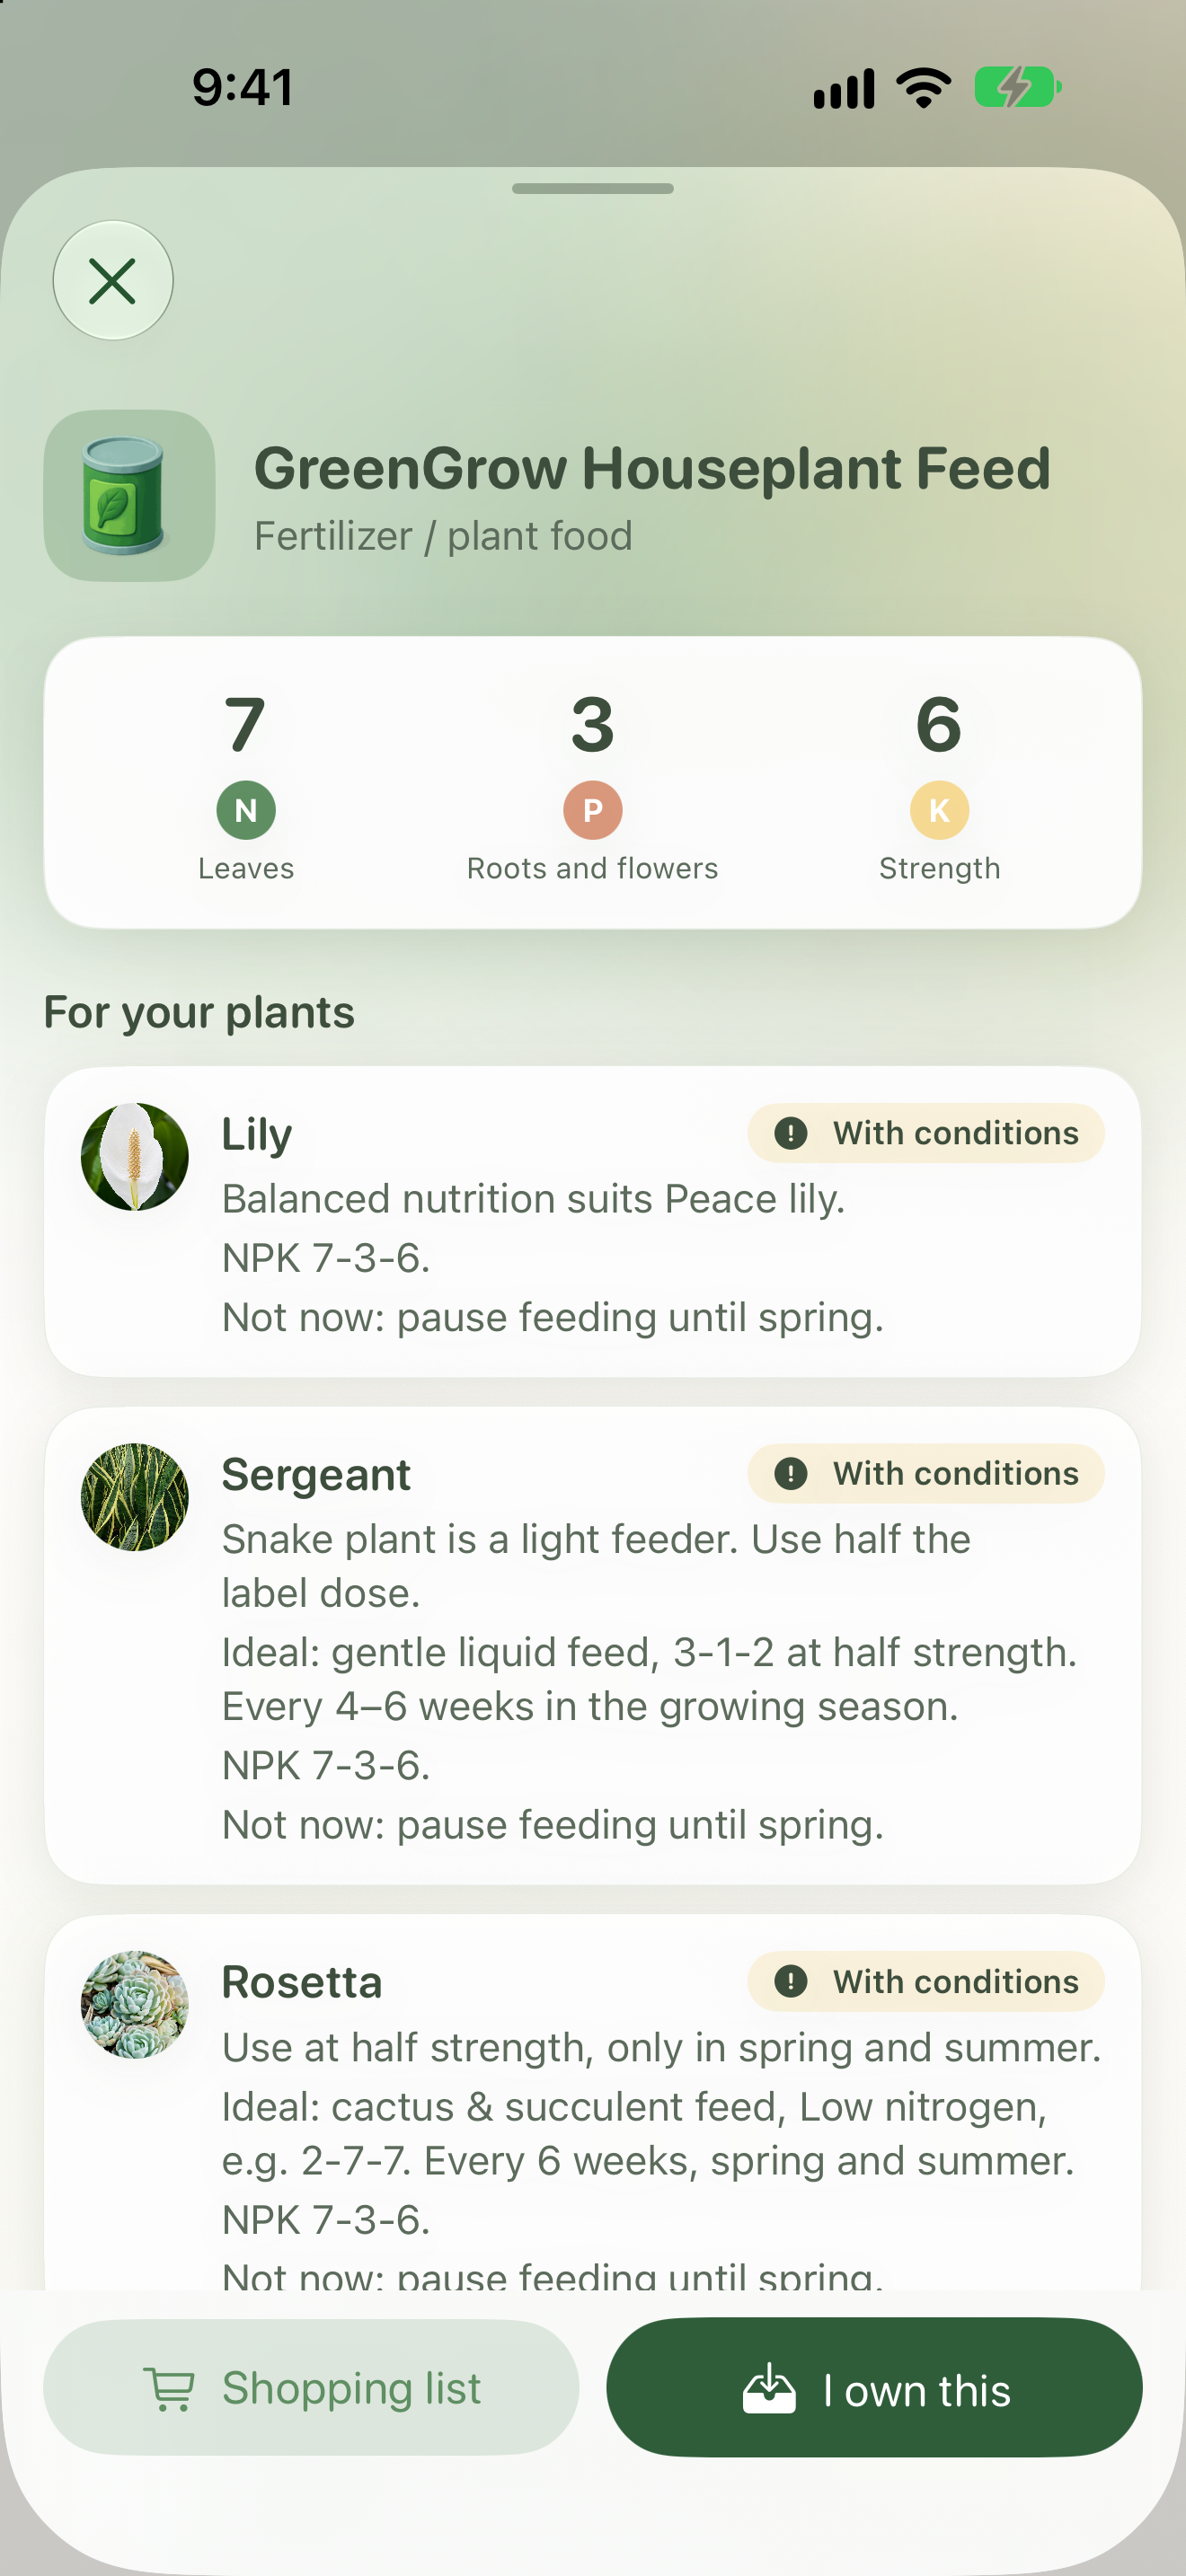 9:41
GreenGrow Houseplant Feed
Fertilizer / plant food
7
3
6
N
P
K
Leaves
Roots and flowers
Strength
For your plants
Lily
With conditions
Balanced nutrition suits Peace lily.
NPK 7-3-6.
Not now: pause feeding until spring.
Sergeant
With conditions
Snake plant is a light feeder. Use half the
label dose.
Ideal: gentle liquid feed, 3-1-2 at half strength.
Every 4–6 weeks in the growing season.
NPK 7-3-6.
Not now: pause feeding until spring.
Rosetta
With conditions
Use at half strength, only in spring and summer.
Ideal: cactus & succulent feed, Low nitrogen,
e.g. 2-7-7. Every 6 weeks, spring and summer.
NPK 7-3-6.
Not now: pause feeding until spring.
Shopping list
I own this